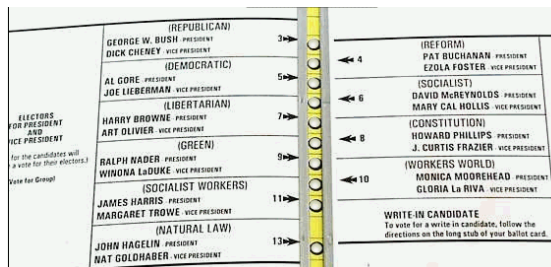 (REPUBLICAN)
GEORGE W. BUSH - PRESIDENT
DICK CHENEY - VICE PRESIDENT
3
(DEMOCRATIC)
AL GORE - PRESIDENT
JOE LIEBERMAN - VICE PRESIDENT
5
(LIBERTARIAN)
HARRY BROWNE - PRESIDENT
ART OLIVIER - VICE PRESIDENT
7
(GREEN)
RALPH NADER - PRESIDENT
WINONA LaDUKE - VICE PRESIDENT
9
(SOCIALIST WORKERS)
JAMES HARRIS - PRESIDENT
MARGARET TROWE - VICE PRESIDENT
11
(NATURAL LAW)
JOHN HAGELIN - PRESIDENT
NAT GOLDHABER - VICE PRESIDENT
13
ELECTORS
FOR PRESIDENT
AND
VICE PRESIDENT
for the candidates will
a vote for their electors.)
Vote for Group)
(REFORM)
4
PAT BUCHANAN - PRESIDENT
EZOLA FOSTER - VICE PRESIDENT
(SOCIALIST)
6
DAVID McREYNOLDS - PRESIDENT
MARY CAL HOLLIS - VICE PRESIDENT
(CONSTITUTION)
8
HOWARD PHILLIPS - PRESIDENT
J. CURTIS FRAZIER - VICE PRESIDENT
(WORKERS WORLD)
10
MONICA MOOREHEAD - PRESIDENT
GLORIA La RIVA - VICE PRESIDENT
WRITE-IN CANDIDATE
To vote for a write in candidate, follow the
directions on the long stub of your ballot card.